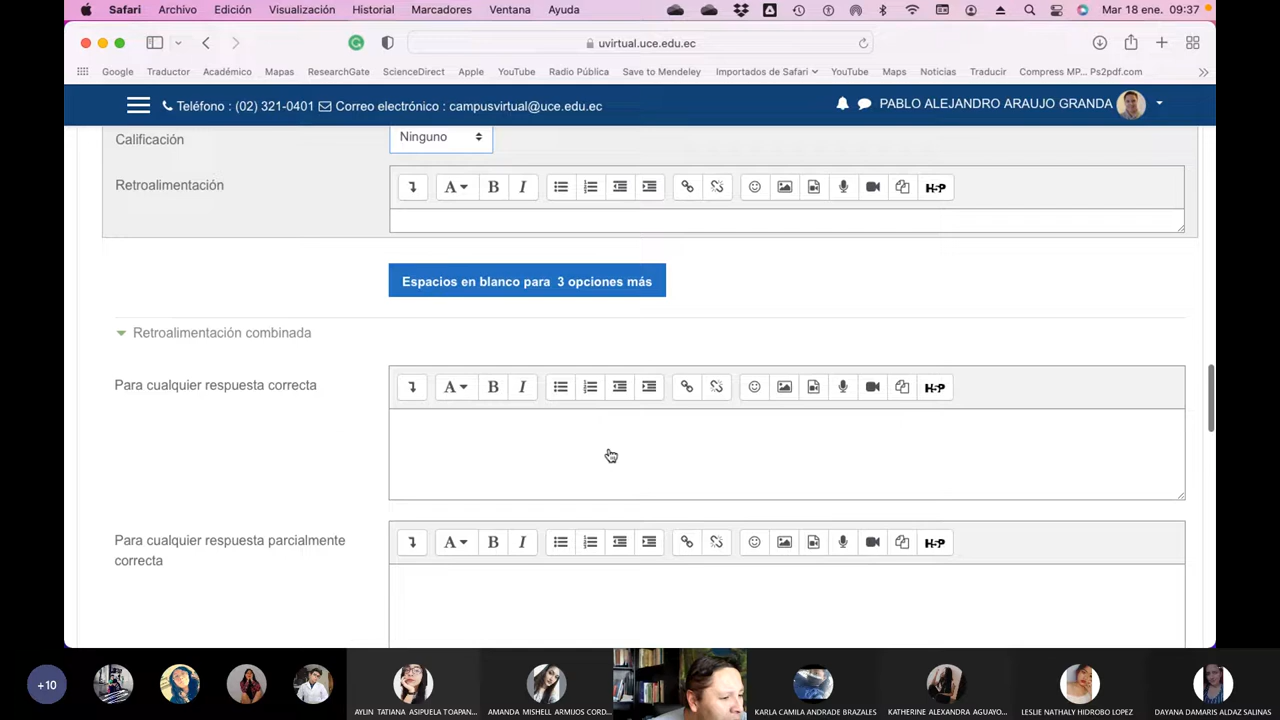 Safari Archivo Edición Visualización Historial Marcadores Ventana Ayuda Mar 18 ene. 09:37
uvirtual.uce.edu.ec
Google Traductor Académico Mapas ResearchGate ScienceDirect Apple YouTube Radio Pública Save to Mendeley Importados de Safari YouTube Maps Noticias Traducir Compress MP... Ps2pdf.com
Teléfono : (02) 321-0401 Correo electrónico : campusvirtual@uce.edu.ec PABLO ALEJANDRO ARAUJO GRANDA
Calificación Ninguno
Retroalimentación A B I H-P
Espacios en blanco para 3 opciones más
Retroalimentación combinada
Para cualquier respuesta correcta A B I H-P
Para cualquier respuesta parcialmente A B I H-P
correcta
+10
AYLIN TATIANA ASIPUELA TOAPAN... AMANDA MISHELL ARMIJOS CORD... KARLA CAMILA ANDRADE BRAZALES KATHERINE ALEXANDRA AGUAYO... LESLIE NATHALY HIDROBO LOPEZ DAYANA DAMARIS ALDAZ SALINAS